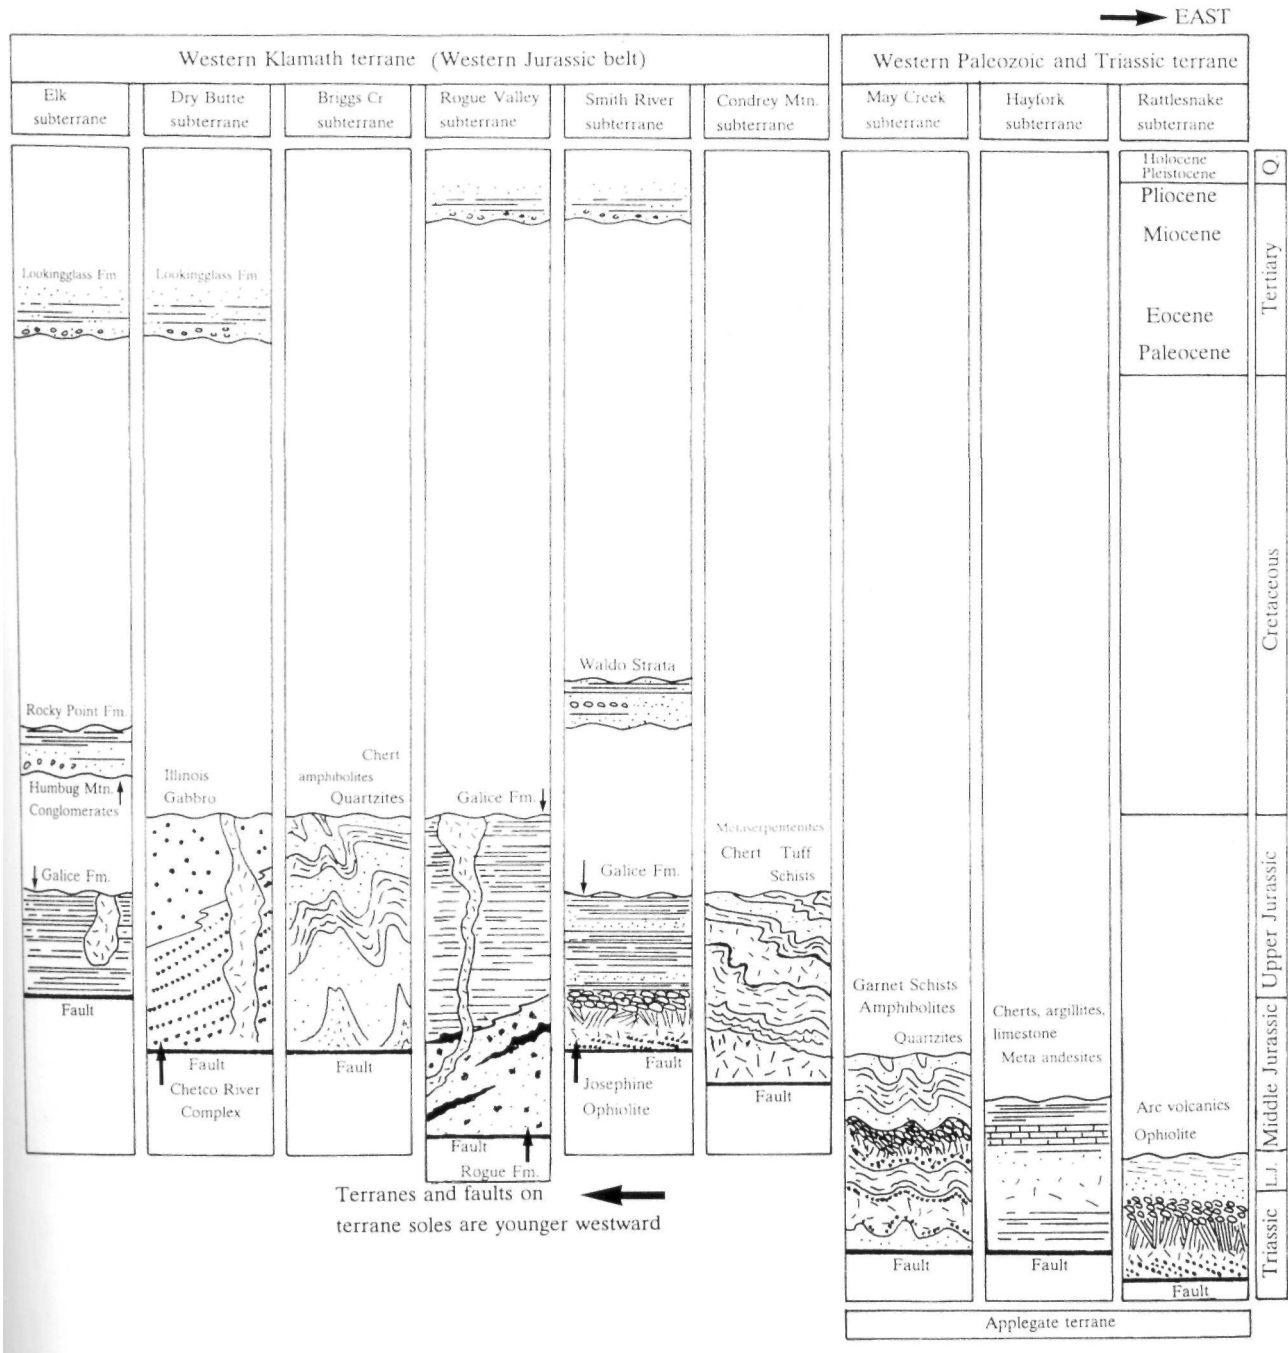 EAST
Western Klamath terrane (Western Jurassic belt)
Western Paleozoic and Triassic terrane
Elk
subterrane
Dry Butte
subterrane
Briggs Cr
subterrane
Rogue Valley
subterrane
Smith River
subterrane
Condrey Mtn.
subterrane
May Creek
subterrane
Hayfork
subterrane
Rattlesnake
subterrane
Holocene
Pleistocene
Q.
Pliocene
Miocene
Eocene
Paleocene
Tertiary
Cretaceous
Upper Jurassic
Middle Jurassic
L.J.
Triassic
Lookingglass Fm.
Rocky Point Fm.
Humbug Mtn.
Conglomerates
Galice Fm.
Fault
Lookingglass Fm.
Illinois
Gabbro
Fault
Chetco River
Complex
Chert
amphibolites
Quartzites
Fault
Galice Fm.
Fault
Rogue Fm.
Waldo Strata
Galice Fm.
Fault
Josephine
Ophiolite
Metaserpentenites
Chert Tuff
Schists
Fault
Garnet Schists
Amphibolites
Quartzites
Fault
Cherts, argillites,
limestone
Meta andesites
Fault
Arc volcanics
Ophiolite
Fault
Terranes and faults on
terrane soles are younger westward
Applegate terrane